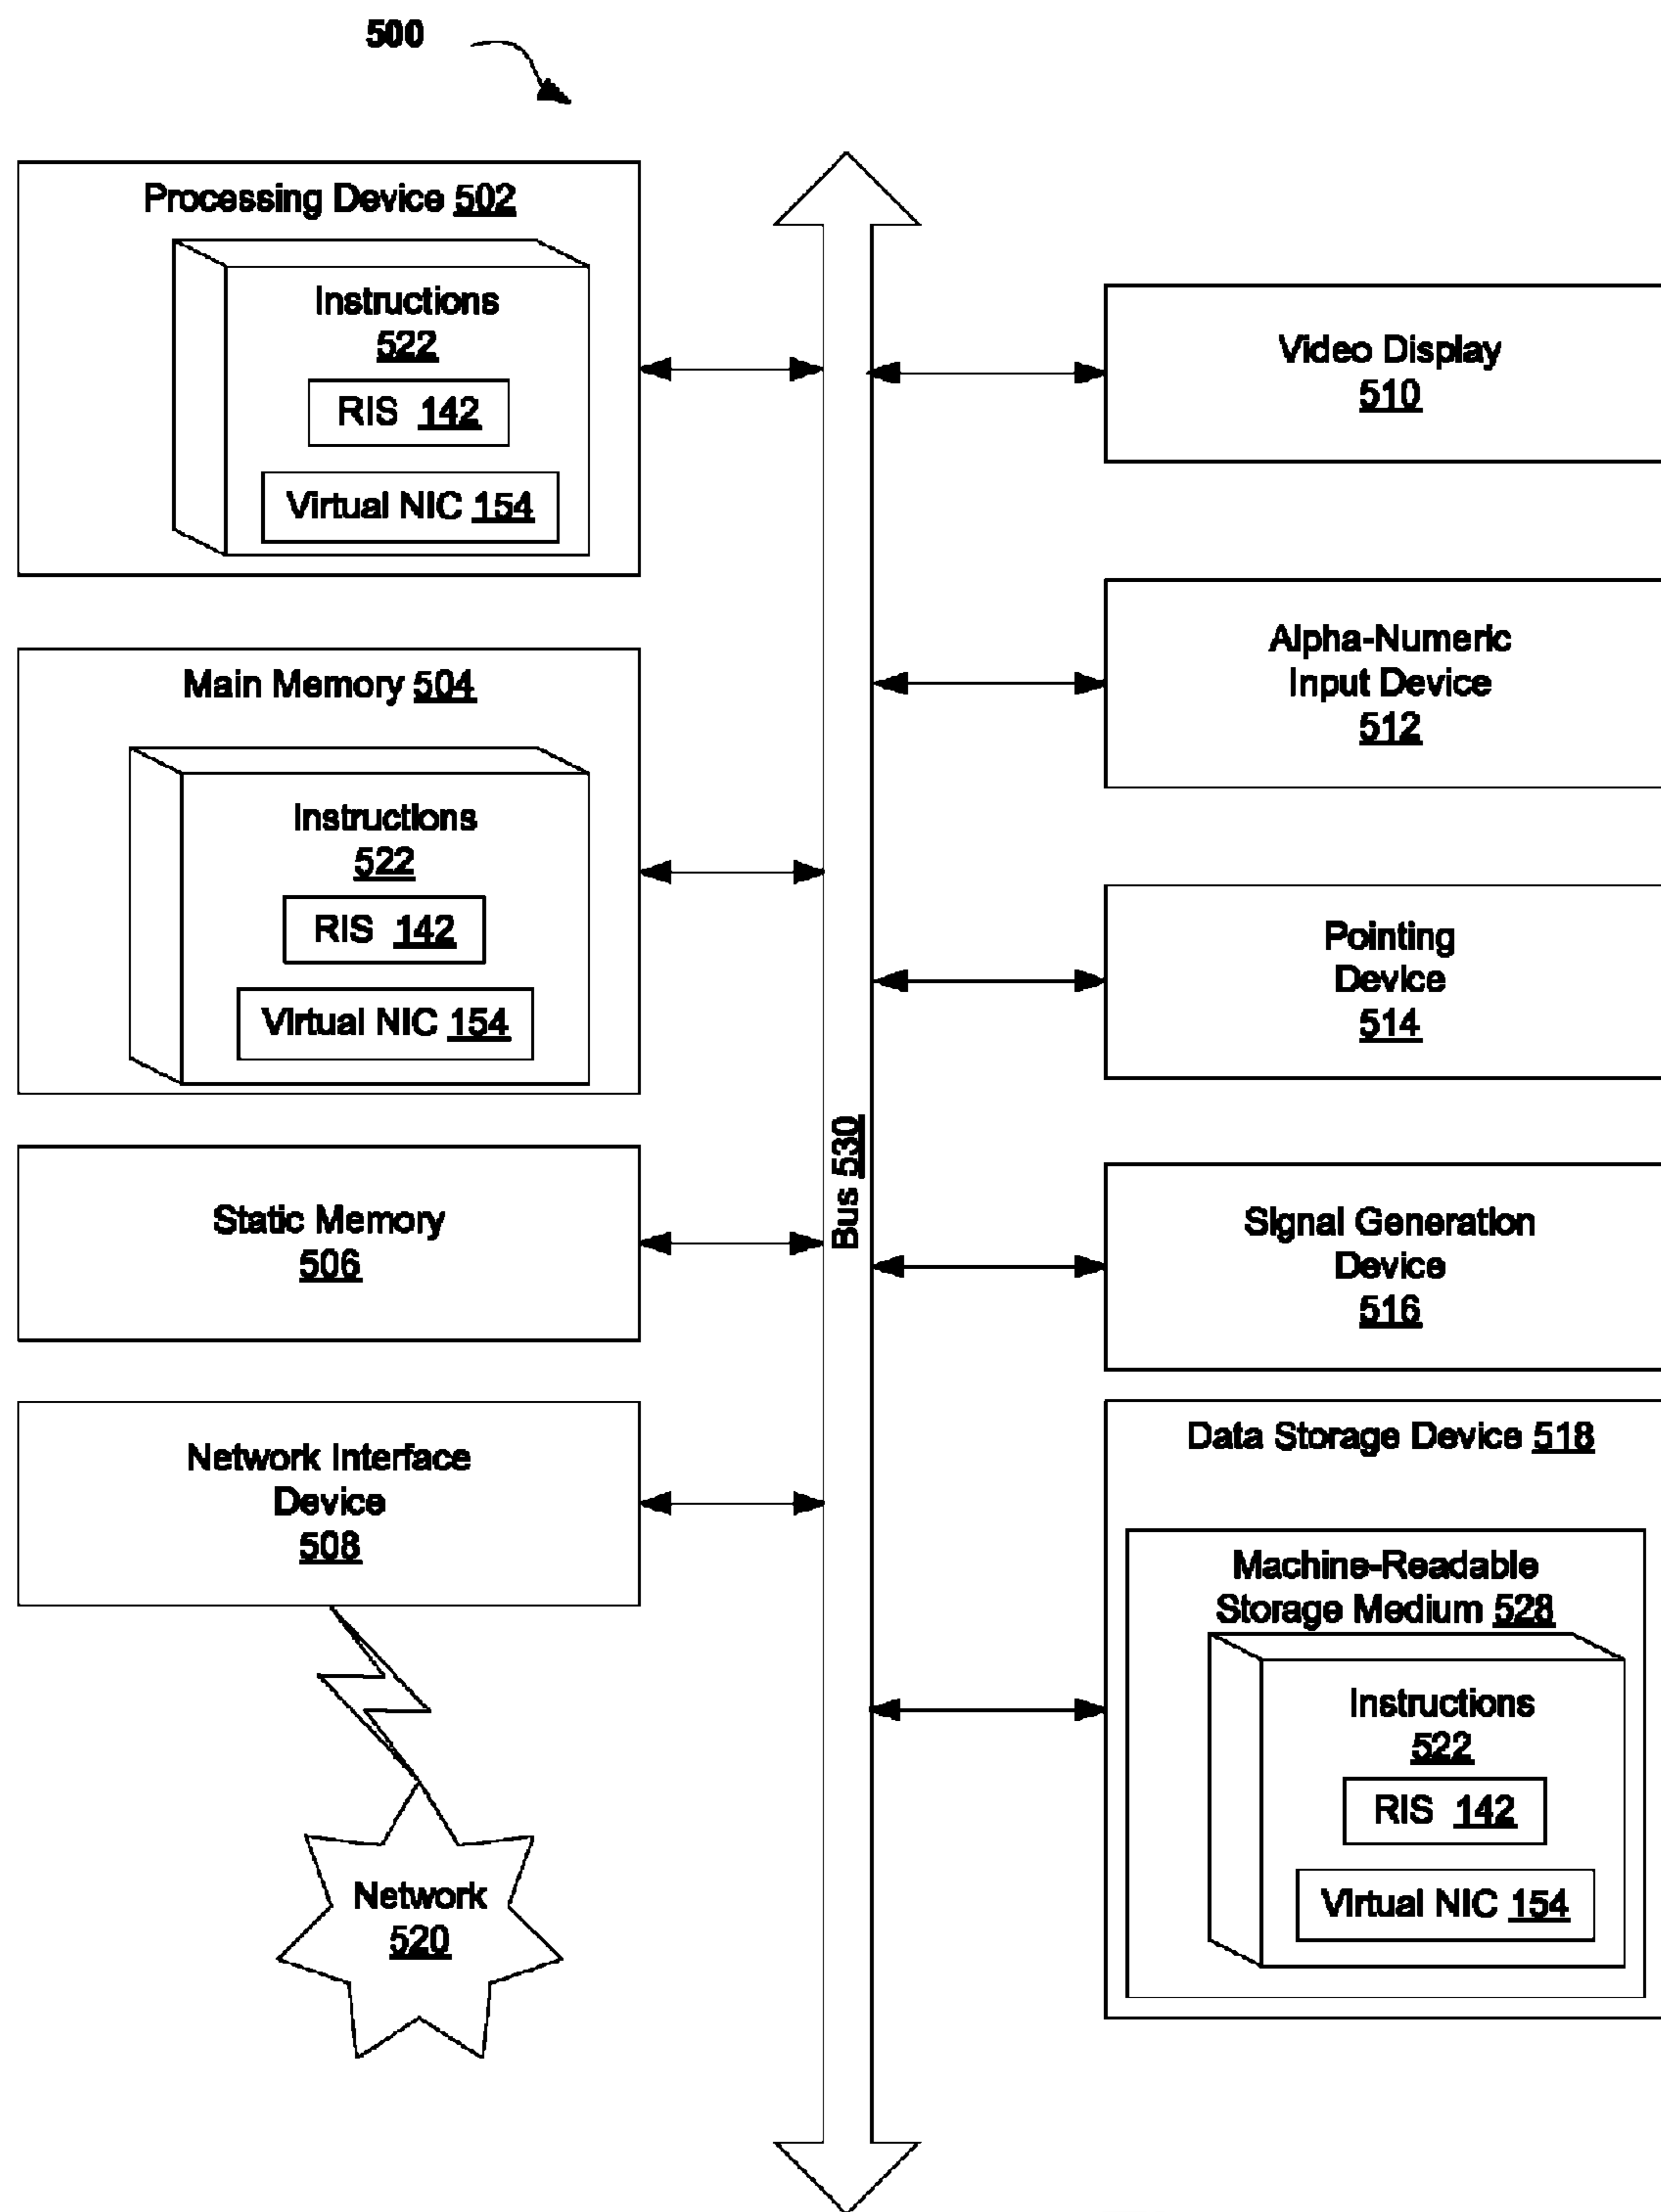 500
Processing Device 502
Instructions
522
RIS 142
Virtual NIC 154
Main Memory 504
Instructions
522
RIS 142
Virtual NIC 154
Static Memory
506
Network Interface
Device
508
Network
520
Bus 530
Video Display
510
Alpha-Numeric
Input Device
512
Pointing
Device
514
Signal Generation
Device
516
Data Storage Device 518
Machine-Readable
Storage Medium 528
Instructions
522
RIS 142
Virtual NIC 154